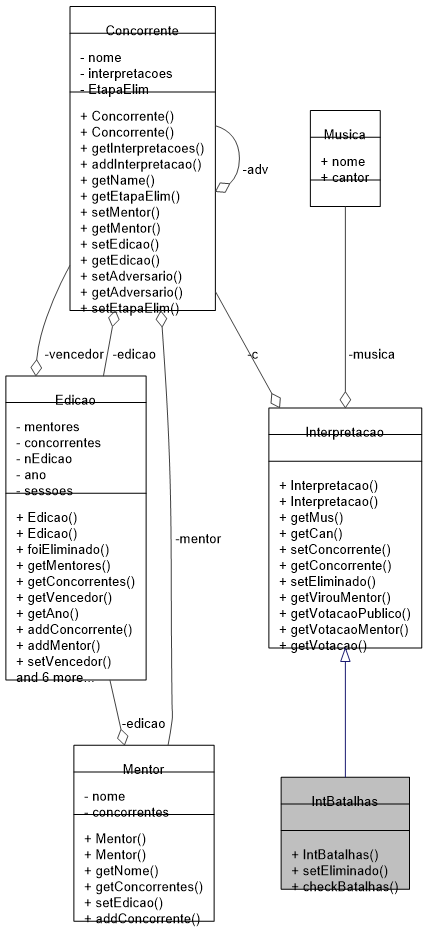 Concorrente
- nome
- interpretacoes
- EtapaElim
+ Concorrente()
+ Concorrente()
+ getInterpretacoes()
+ addInterpretacao()
+ getName()
+ getEtapaElim()
+ setMentor()
+ getMentor()
+ setEdicao()
+ getEdicao()
+ setAdversario()
+ getAdversario()
+ setEtapaElim()
-adv
Musica
+ nome
+ cantor
-vencedor
-edicao
-c
-musica
Edicao
- mentores
- concorrentes
- nEdicao
- ano
- sessoes
+ Edicao()
+ Edicao()
+ foiEliminado()
+ getMentores()
+ getConcorrentes()
+ getVencedor()
+ getAno()
+ addConcorrente()
+ addMentor()
+ setVencedor()
and 6 more...
-mentor
Interpretacao
+ Interpretacao()
+ Interpretacao()
+ getMus()
+ getCan()
+ setConcorrente()
+ getConcorrente()
+ setEliminado()
+ getVirouMentor()
+ getVotacaoPublico()
+ getVotacaoMentor()
+ getVotacao()
-edicao
Mentor
- nome
- concorrentes
+ Mentor()
+ Mentor()
+ getNome()
+ getConcorrentes()
+ setEdicao()
+ addConcorrente()
IntBatalhas
+ IntBatalhas()
+ setEliminado()
+ checkBatalhas()